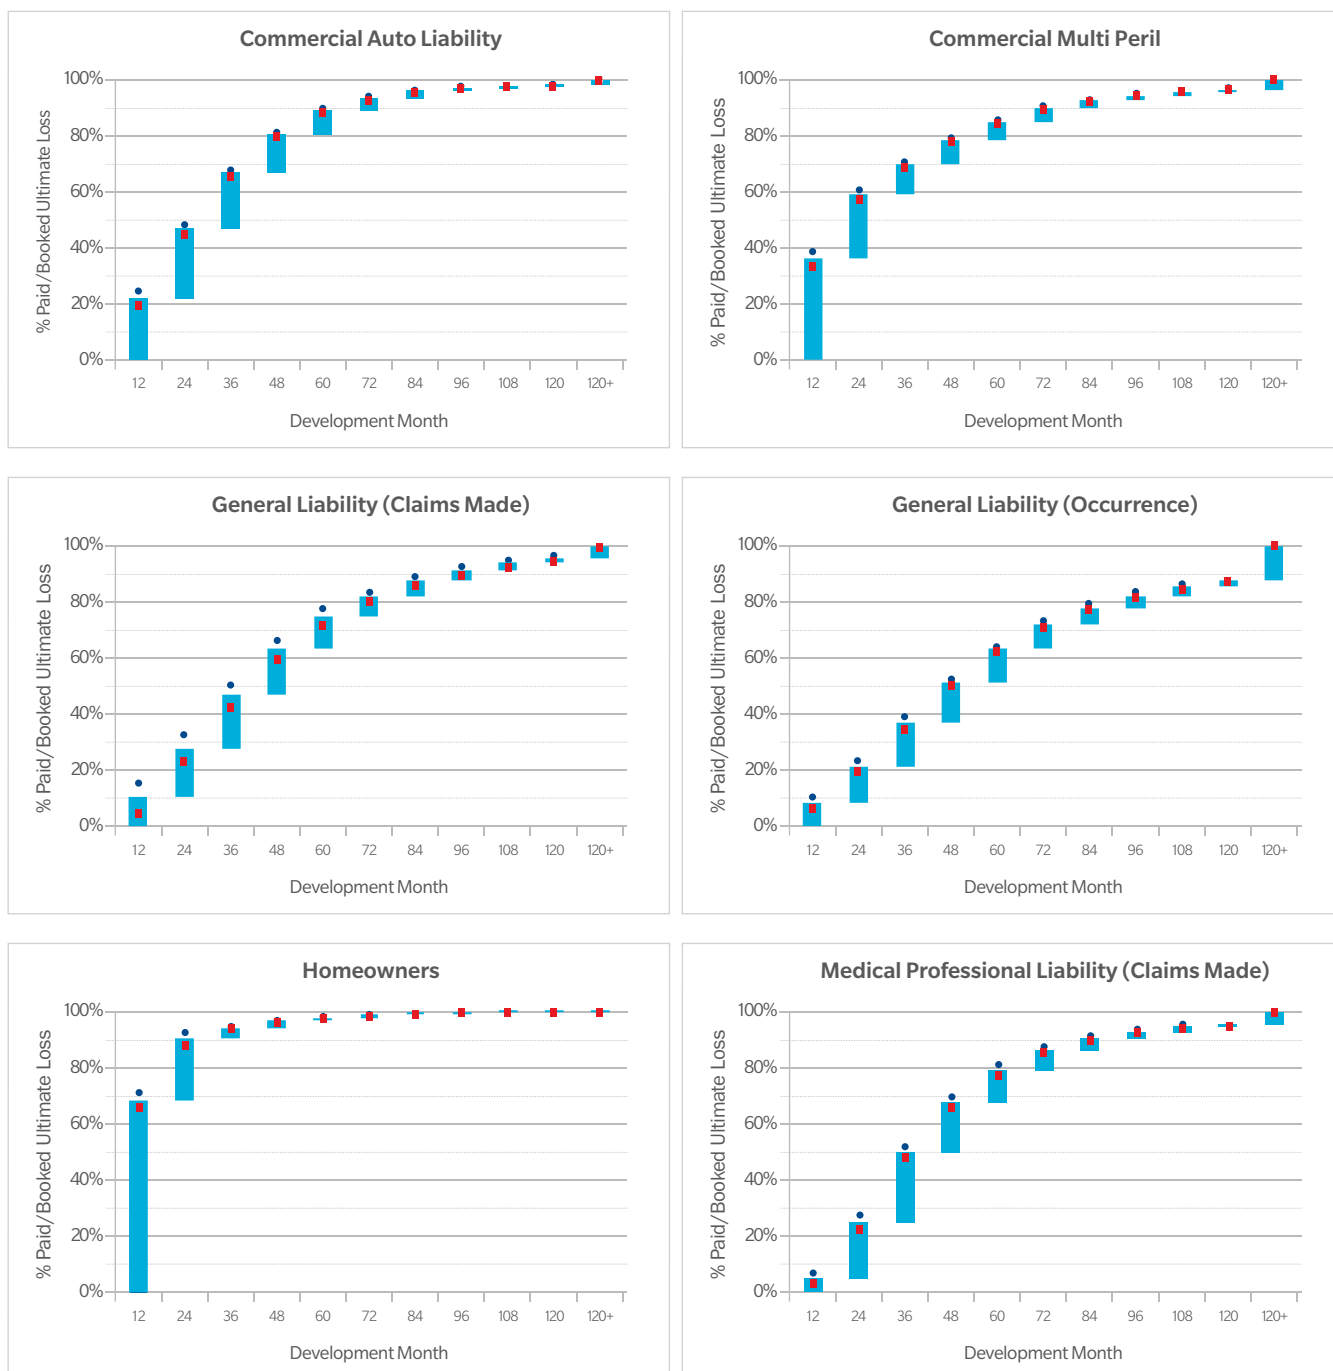 Commercial Auto Liability
% Paid/Booked Ultimate Loss
100%
80%
60%
40%
20%
0%
12 24 36 48 60 72 84 96 108 120 120+
Development Month
Commercial Multi Peril
% Paid/Booked Ultimate Loss
100%
80%
60%
40%
20%
0%
12 24 36 48 60 72 84 96 108 120 120+
Development Month
General Liability (Claims Made)
% Paid/Booked Ultimate Loss
100%
80%
60%
40%
20%
0%
12 24 36 48 60 72 84 96 108 120 120+
Development Month
General Liability (Occurrence)
% Paid/Booked Ultimate Loss
100%
80%
60%
40%
20%
0%
12 24 36 48 60 72 84 96 108 120 120+
Development Month
Homeowners
% Paid/Booked Ultimate Loss
100%
80%
60%
40%
20%
0%
12 24 36 48 60 72 84 96 108 120 120+
Development Month
Medical Professional Liability (Claims Made)
% Paid/Booked Ultimate Loss
100%
80%
60%
40%
20%
0%
12 24 36 48 60 72 84 96 108 120 120+
Development Month